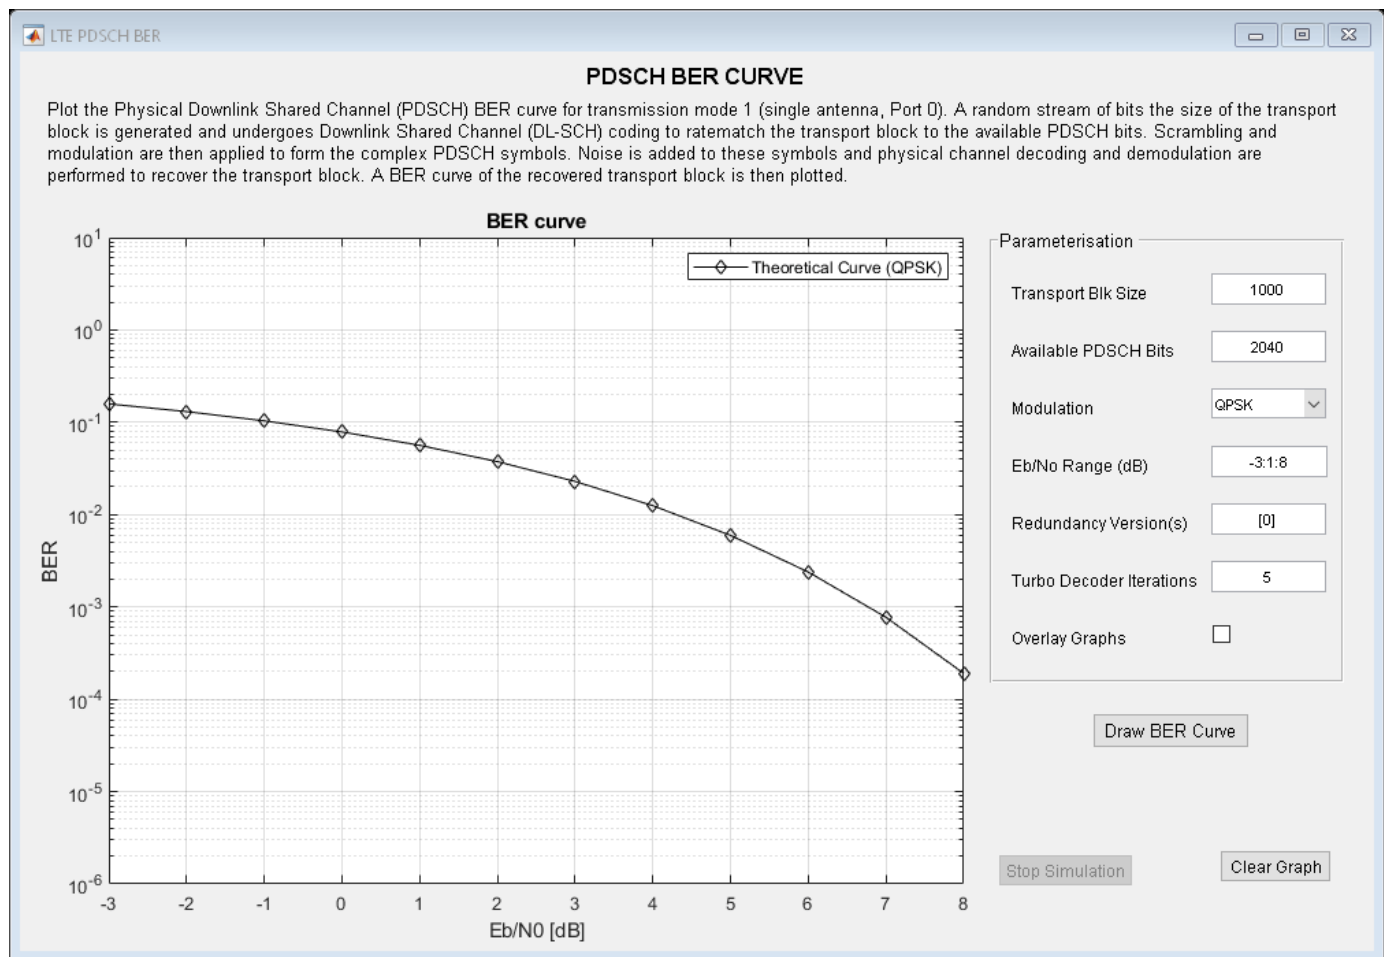 LTE PDSCH BER
PDSCH BER CURVE
Plot the Physical Downlink Shared Channel (PDSCH) BER curve for transmission mode 1 (single antenna, Port 0). A random stream of bits the size of the transport
block is generated and undergoes Downlink Shared Channel (DL-SCH) coding to ratematch the transport block to the available PDSCH bits. Scrambling and
modulation are then applied to form the complex PDSCH symbols. Noise is added to these symbols and physical channel decoding and demodulation are
performed to recover the transport block. A BER curve of the recovered transport block is then plotted.
BER curve
Theoretical Curve (QPSK)
10^1
10^0
10^-1
10^-2
10^-3
10^-4
10^-5
10^-6
BER
-3 -2 -1 0 1 2 3 4 5 6 7 8
Eb/N0 [dB]
Parameterisation
Transport Blk Size 1000
Available PDSCH Bits 2040
Modulation QPSK
Eb/No Range (dB) -3:1:8
Redundancy Version(s) [0]
Turbo Decoder Iterations 5
Overlay Graphs
Draw BER Curve
Stop Simulation
Clear Graph